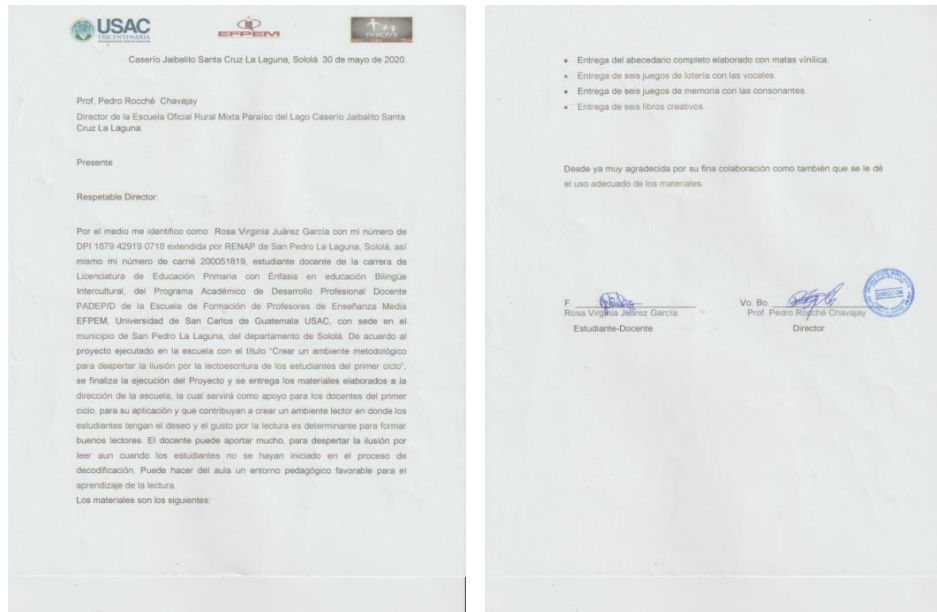 USAC
TRICENTENARIA
EFPEM
Caserío Jaibalito Santa Cruz La Laguna, Sololá 30 de mayo de 2020.
Prof. Pedro Rocché Chavajay
Director de la Escuela Oficial Rural Mixta Paraíso del Lago Caserío Jaibalito Santa
Cruz La Laguna.
Presente
Respetable Director:
Por el medio me identifico como Rosa Virginia Juárez García con mi número de
DPI 1879 42919 0718 extendida por RENAP de San Pedro La Laguna, Sololá, así
mismo mi número de carné 200051819, estudiante docente de la carrera de
Licenciatura de Educación Primaria con Énfasis en educación Bilingüe
Intercultural, del Programa Académico de Desarrollo Profesional Docente
PADEP/D de la Escuela de Formación de Profesores de Enseñanza Media
EFPEM, Universidad de San Carlos de Guatemala USAC, con sede en el
municipio de San Pedro La Laguna, del departamento de Sololá. De acuerdo al
proyecto ejecutado en la escuela con el título "Crear un ambiente metodológico
para despertar la ilusión por la lectoescritura de los estudiantes del primer ciclo",
se finaliza la ejecución del Proyecto y se entrega los materiales elaborados a la
dirección de la escuela, la cual servirá como apoyo para los docentes del primer
ciclo, para su aplicación y que contribuyan a crear un ambiente lector en donde los
estudiantes tengan el deseo y el gusto por la lectura es determinante para formar
buenos lectores. El docente puede aportar mucho, para despertar la ilusión por
leer aun cuando los estudiantes no se hayan iniciado en el proceso de
decodificación. Puede hacer del aula un entorno pedagógico favorable para el
aprendizaje de la lectura.
Los materiales son los siguientes:
• Entrega del abecedario completo elaborado con matas vinílica.
• Entrega de seis juegos de lotería con las vocales.
• Entrega de seis juegos de memoria con las consonantes.
• Entrega de seis libros creativos.
Desde ya muy agradecida por su fina colaboración como también que se le dé
el uso adecuado de los materiales.
F.
Rosa Virginia Juárez García
Estudiante-Docente
Vo. Bo.
Prof. Pedro Rocché Chavajay
Director
DIRECCION